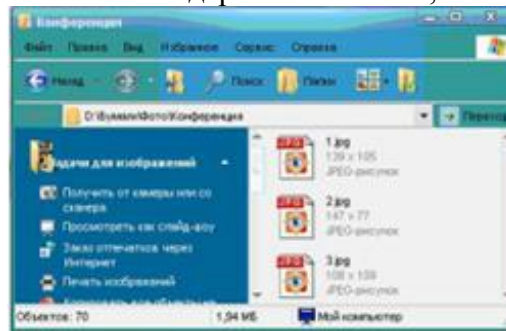 Конференция
Файл Правка Вид Избранное Сервис Справка
Назад Поиск Папки
D:\Бумали\Фото\Конференция Переход
Задачи для изображений
Получить от камеры или со сканера
Просмотреть как слайд-шоу
Заказ отпечатков через Интернет
Печать изображений
1.jpg
139 x 105
JPEG-рисунок
2.jpg
147 x 77
JPEG-рисунок
3.jpg
108 x 159
JPEG-рисунок
Объектов: 70 1,94 МБ Мой компьютер